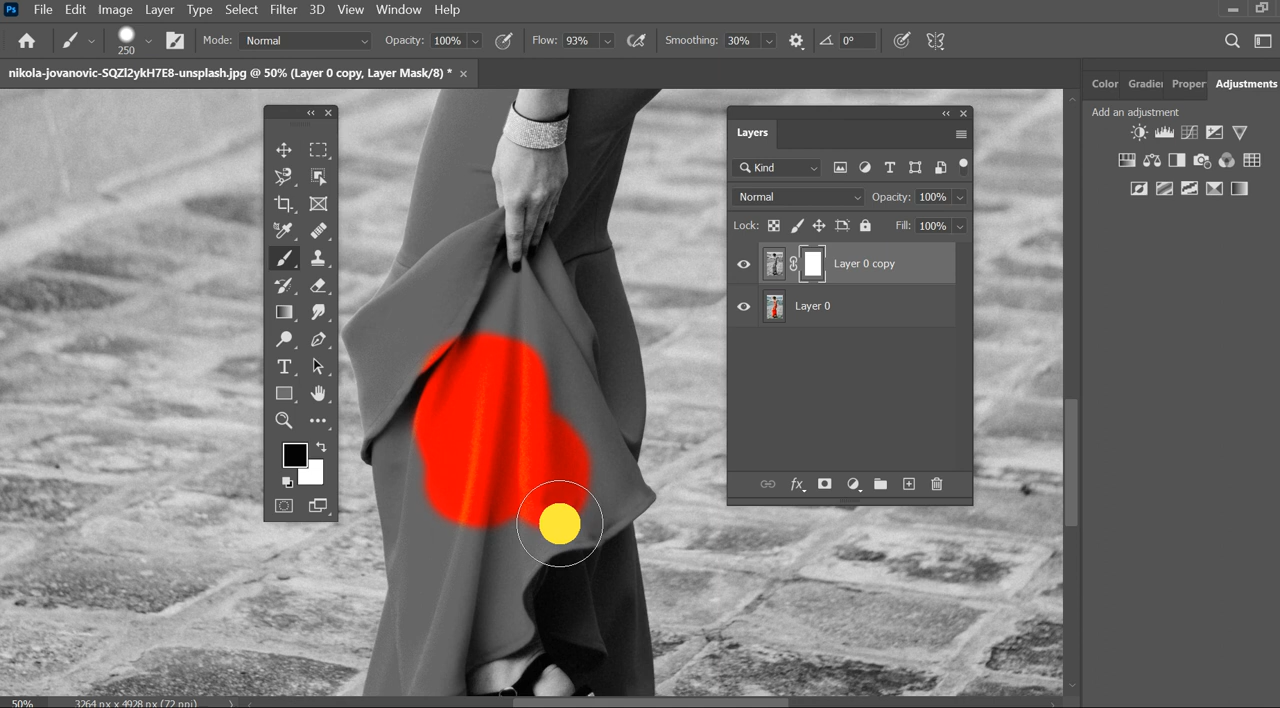 Ps File Edit Image Layer Type Select Filter 3D View Window Help
250 Mode: Normal Opacity: 100% Flow: 93% Smoothing: 30% 0°
nikola-jovanovic-SQZl2ykH7E8-unsplash.jpg @ 50% (Layer 0 copy, Layer Mask/8) * ×
Color Gradier Proper Adjustments
Add an adjustment
Layers
Kind
Normal Opacity: 100%
Lock: Fill: 100%
Layer 0 copy
Layer 0
fx
50% 3264 px x 4928 px (72 ppi)